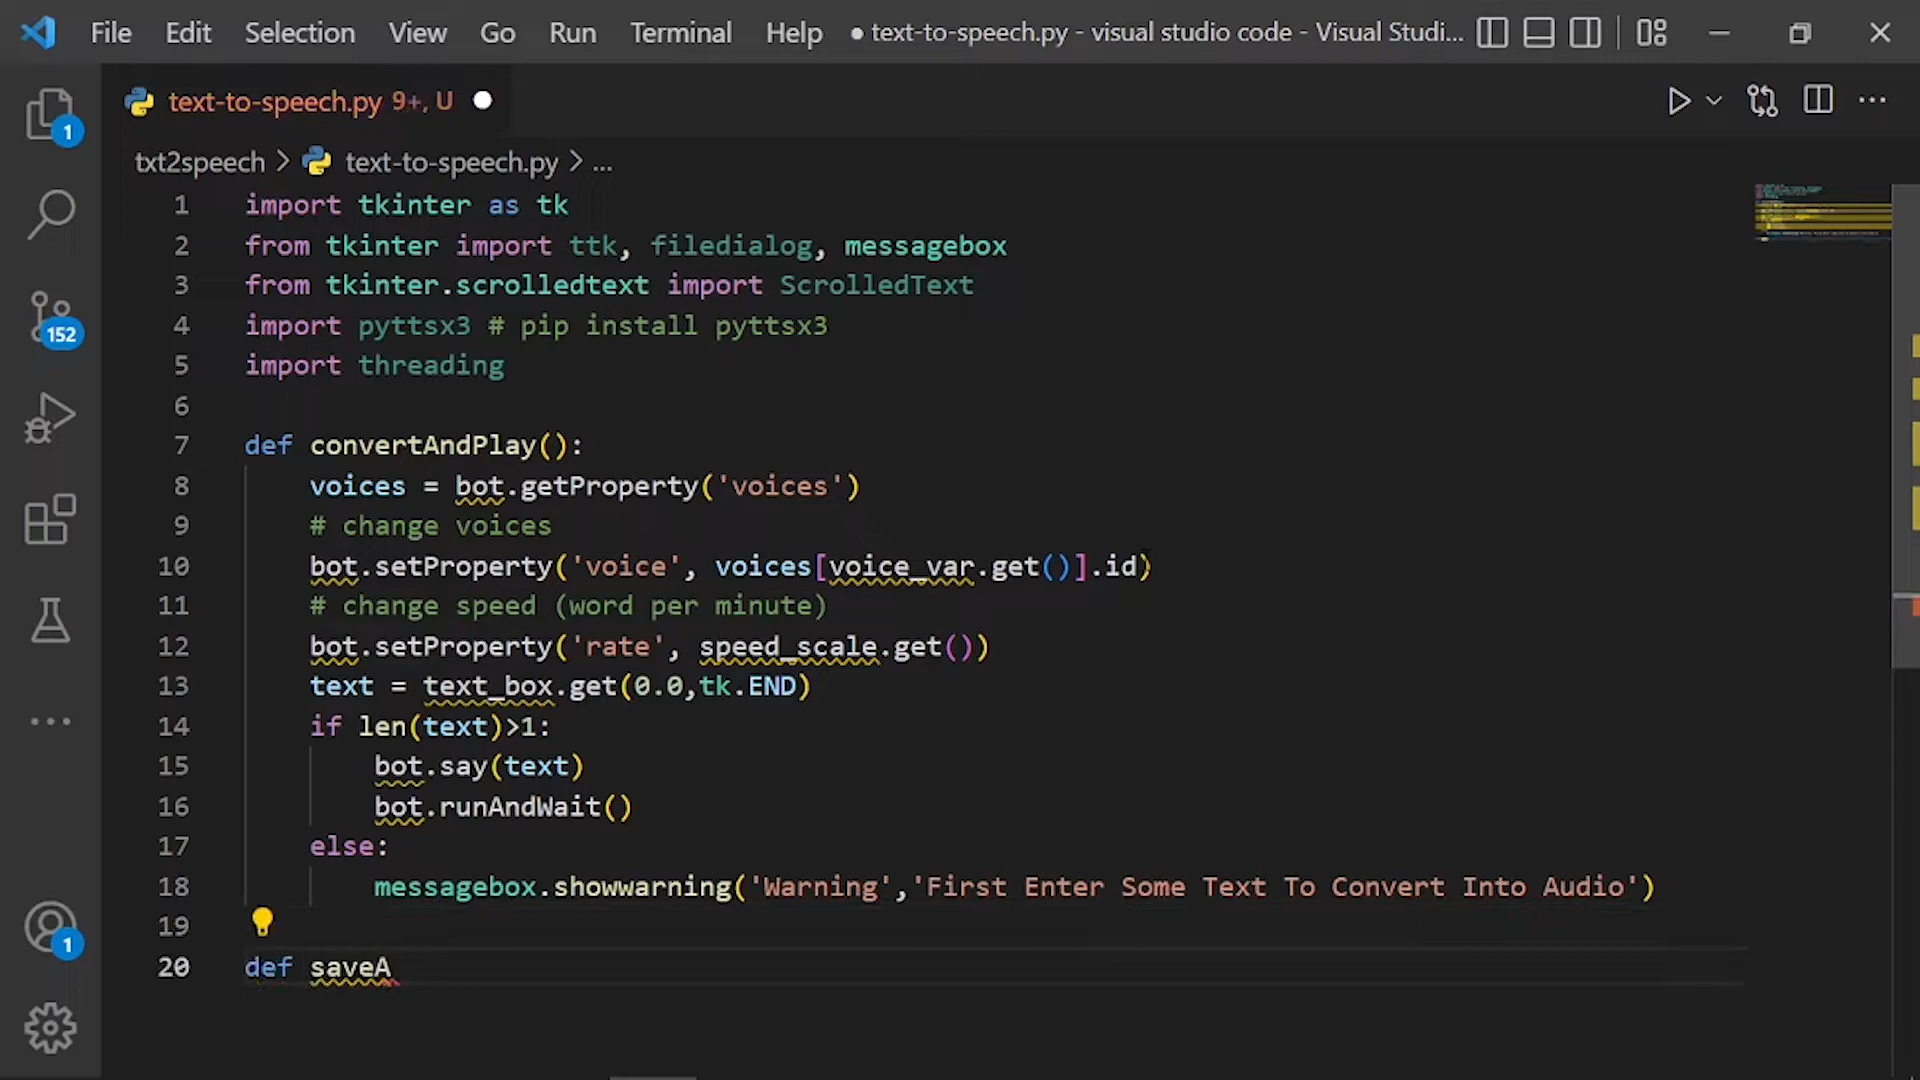 File Edit Selection View Go Run Terminal Help ● text-to-speech.py - visual studio code - Visual Studi...
text-to-speech.py 9+, U
txt2speech > text-to-speech.py > ...
1 import tkinter as tk
2 from tkinter import ttk, filedialog, messagebox
3 from tkinter.scrolledtext import ScrolledText
4 import pyttsx3 # pip install pyttsx3
5 import threading
6
7 def convertAndPlay():
8 voices = bot.getProperty('voices')
9 # change voices
10 bot.setProperty('voice', voices[voice_var.get()].id)
11 # change speed (word per minute)
12 bot.setProperty('rate', speed_scale.get())
13 text = text_box.get(0.0,tk.END)
14 if len(text)>1:
15 bot.say(text)
16 bot.runAndWait()
17 else:
18 messagebox.showwarning('Warning','First Enter Some Text To Convert Into Audio')
19
20 def saveA
1
152
1